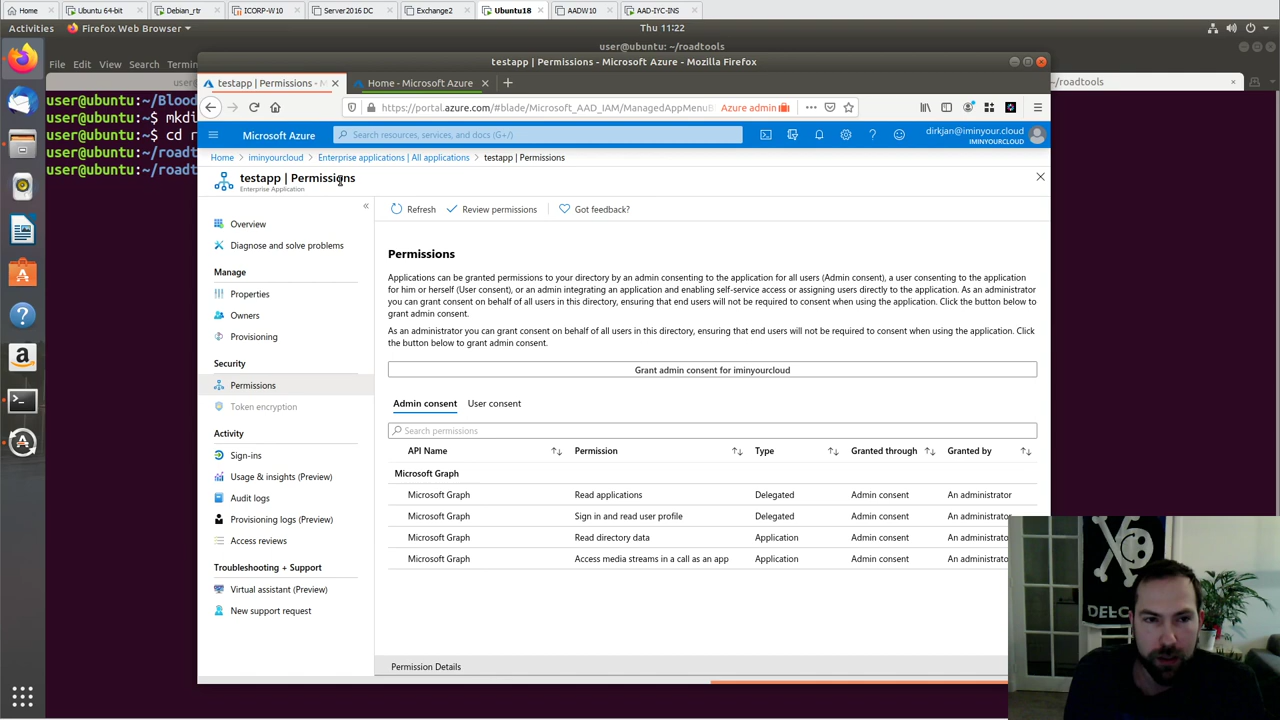 Home
Ubuntu 64-bit
Debian_rtr
ICORP-W10
Server2016 DC
Exchange2
Ubuntu18
AADW10
AAD-IYC-INS
Activities
Firefox Web Browser
Thu 11:22
user@ubuntu: ~/roadtools
File Edit View Search Termin
testapp | Permissions - Microsoft Azure - Mozilla Firefox
user
testapp | Permissions - M
Home - Microsoft Azure
~/roadtools
user@ubuntu:~/Blood
user@ubuntu:~$ mkdi
user@ubuntu:~$ cd r
user@ubuntu:~/roadt
user@ubuntu:~/roadt
https://portal.azure.com/#blade/Microsoft_AAD_IAM/ManagedAppMenuB
Azure admin
Microsoft Azure
Search resources, services, and docs (G+/)
dirkjan@iminyour.cloud
IMINYOURCLOUD
Home > iminyourcloud > Enterprise applications | All applications > testapp | Permissions
testapp | Permissions
Enterprise Application
Overview
Diagnose and solve problems
Manage
Properties
Owners
Provisioning
Security
Permissions
Token encryption
Activity
Sign-ins
Usage & insights (Preview)
Audit logs
Provisioning logs (Preview)
Access reviews
Troubleshooting + Support
Virtual assistant (Preview)
New support request
Refresh
Review permissions
Got feedback?
Permissions
Applications can be granted permissions to your directory by an admin consenting to the application for all users (Admin consent), a user consenting to the application
for him or herself (User consent), or an admin integrating an application and enabling self-service access or assigning users directly to the application. As an administrator
you can grant consent on behalf of all users in this directory, ensuring that end users will not be required to consent when using the application. Click the button below to
grant admin consent.
As an administrator you can grant consent on behalf of all users in this directory, ensuring that end users will not be required to consent when using the application. Click
the button below to grant admin consent.
Grant admin consent for iminyourcloud
Admin consent
User consent
Search permissions
API Name Permission Type Granted through Granted by
Microsoft Graph
Microsoft Graph Read applications Delegated Admin consent An administrator
Microsoft Graph Sign in and read user profile Delegated Admin consent An administrator
Microsoft Graph Read directory data Application Admin consent An administrato
Microsoft Graph Access media streams in a call as an app Application Admin consent An administrato
Permission Details